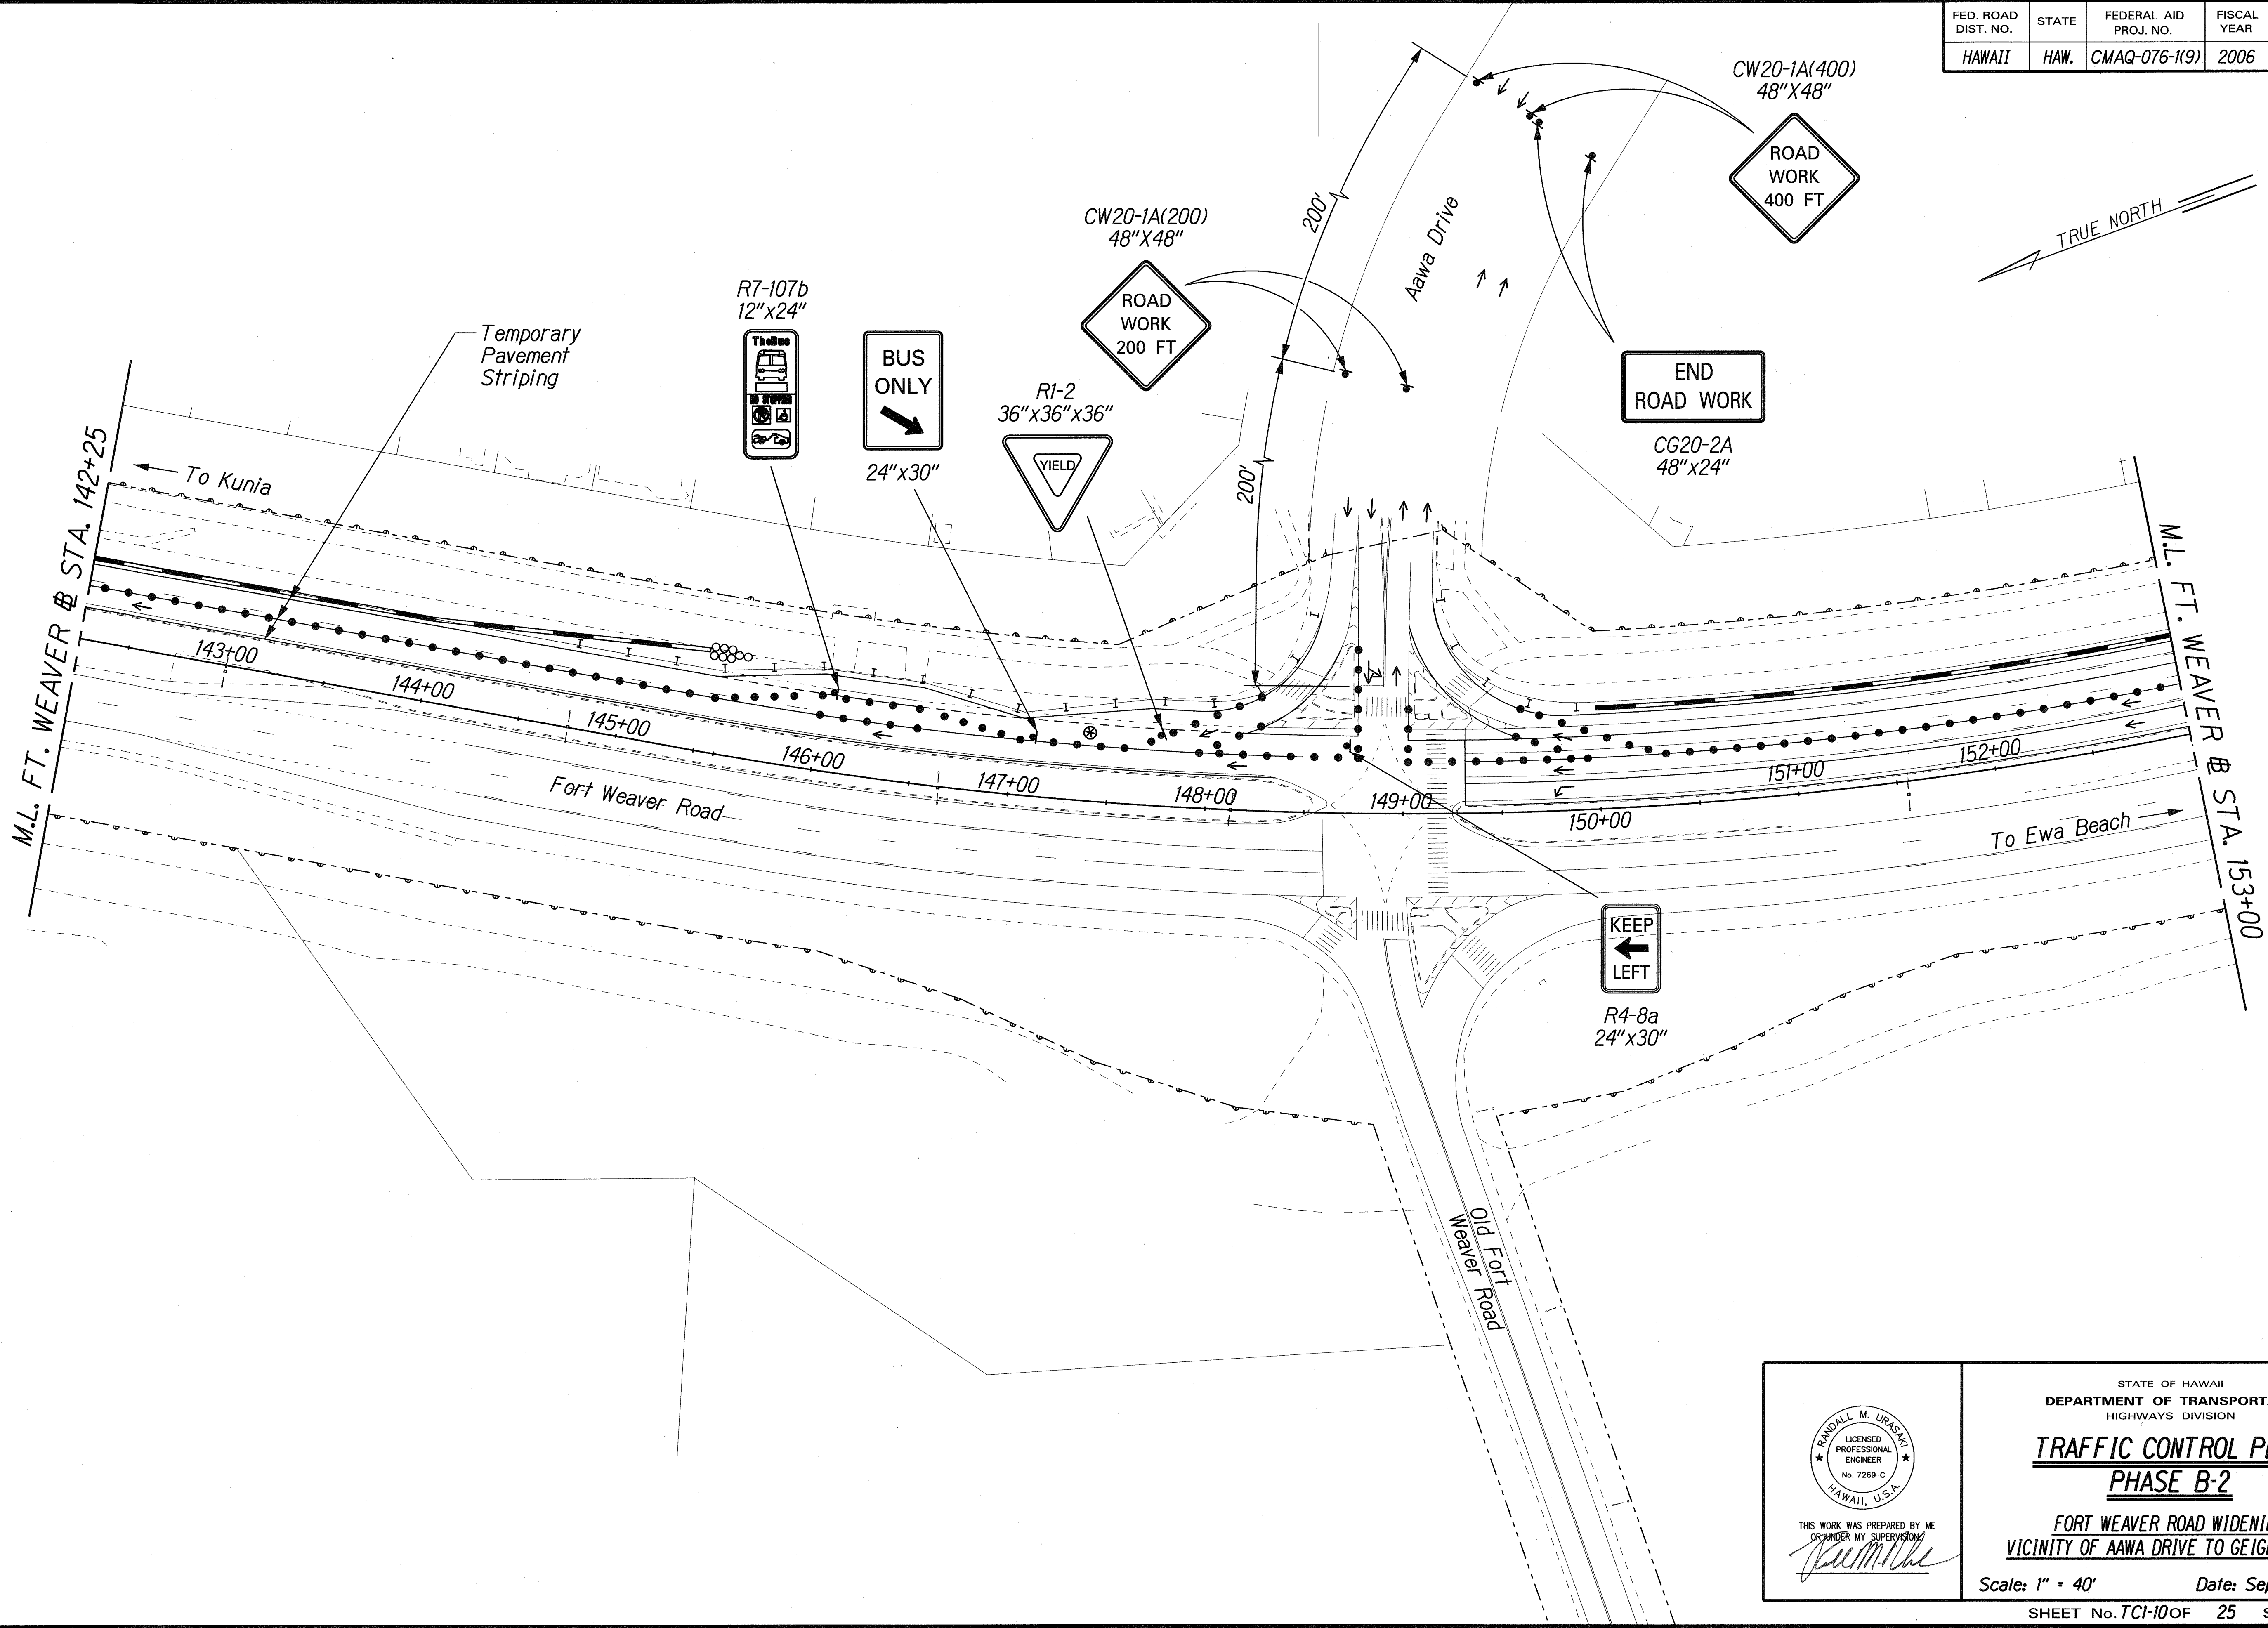 FED. ROAD DIST. NO.
STATE
FEDERAL AID PROJ. NO.
FISCAL YEAR
HAWAII
HAW.
CMAQ-076-1(9)
2006
CW20-1A(400)
48"X48"
ROAD
WORK
400 FT
TRUE NORTH
200'
Aawa Drive
CW20-1A(200)
48"X48"
ROAD
WORK
200 FT
R7-107b
12"x24"
TheBus
NO STOPPING
BUS
ONLY
24"x30"
R1-2
36"x36"x36"
YIELD
END
ROAD WORK
CG20-2A
48"x24"
Temporary
Pavement
Striping
200'
To Kunia
M.L. FT. WEAVER B STA. 142+25
143+00
144+00
145+00
146+00
147+00
148+00
149+00
150+00
151+00
152+00
Fort Weaver Road
To Ewa Beach
M.L. FT. WEAVER B STA. 153+00
KEEP
LEFT
R4-8a
24"x30"
Old Fort
Weaver Road
RANDALL M. URASAKI
LICENSED
PROFESSIONAL
ENGINEER
No. 7269-C
HAWAII, U.S.A.
THIS WORK WAS PREPARED BY ME
OR UNDER MY SUPERVISION
STATE OF HAWAII
DEPARTMENT OF TRANSPORT
HIGHWAYS DIVISION
TRAFFIC CONTROL
PHASE B-2
FORT WEAVER ROAD WIDENI
VICINITY OF AAWA DRIVE TO GEIG
Scale: 1" = 40'
Date: Se
SHEET No. TC1-10 OF 25